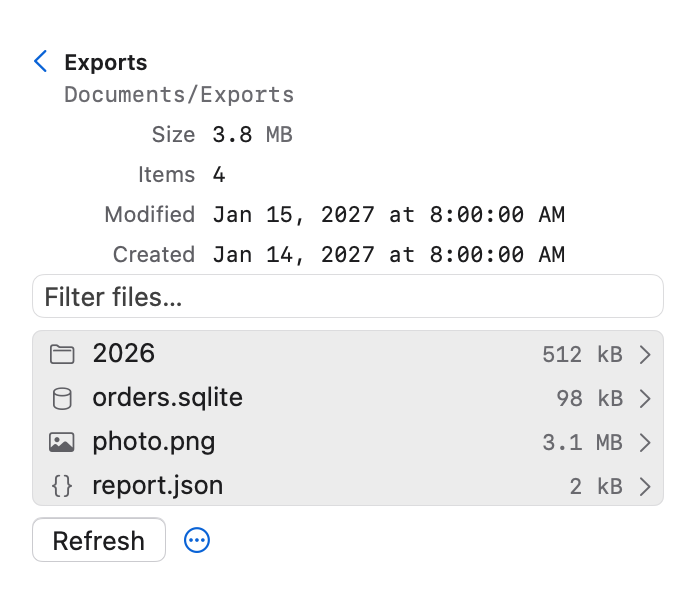 Exports
Documents/Exports
Size 3.8 MB
Items 4
Modified Jan 15, 2027 at 8:00:00 AM
Created Jan 14, 2027 at 8:00:00 AM
Filter files...
2026 512 kB
orders.sqlite 98 kB
photo.png 3.1 MB
{} report.json 2 kB
Refresh